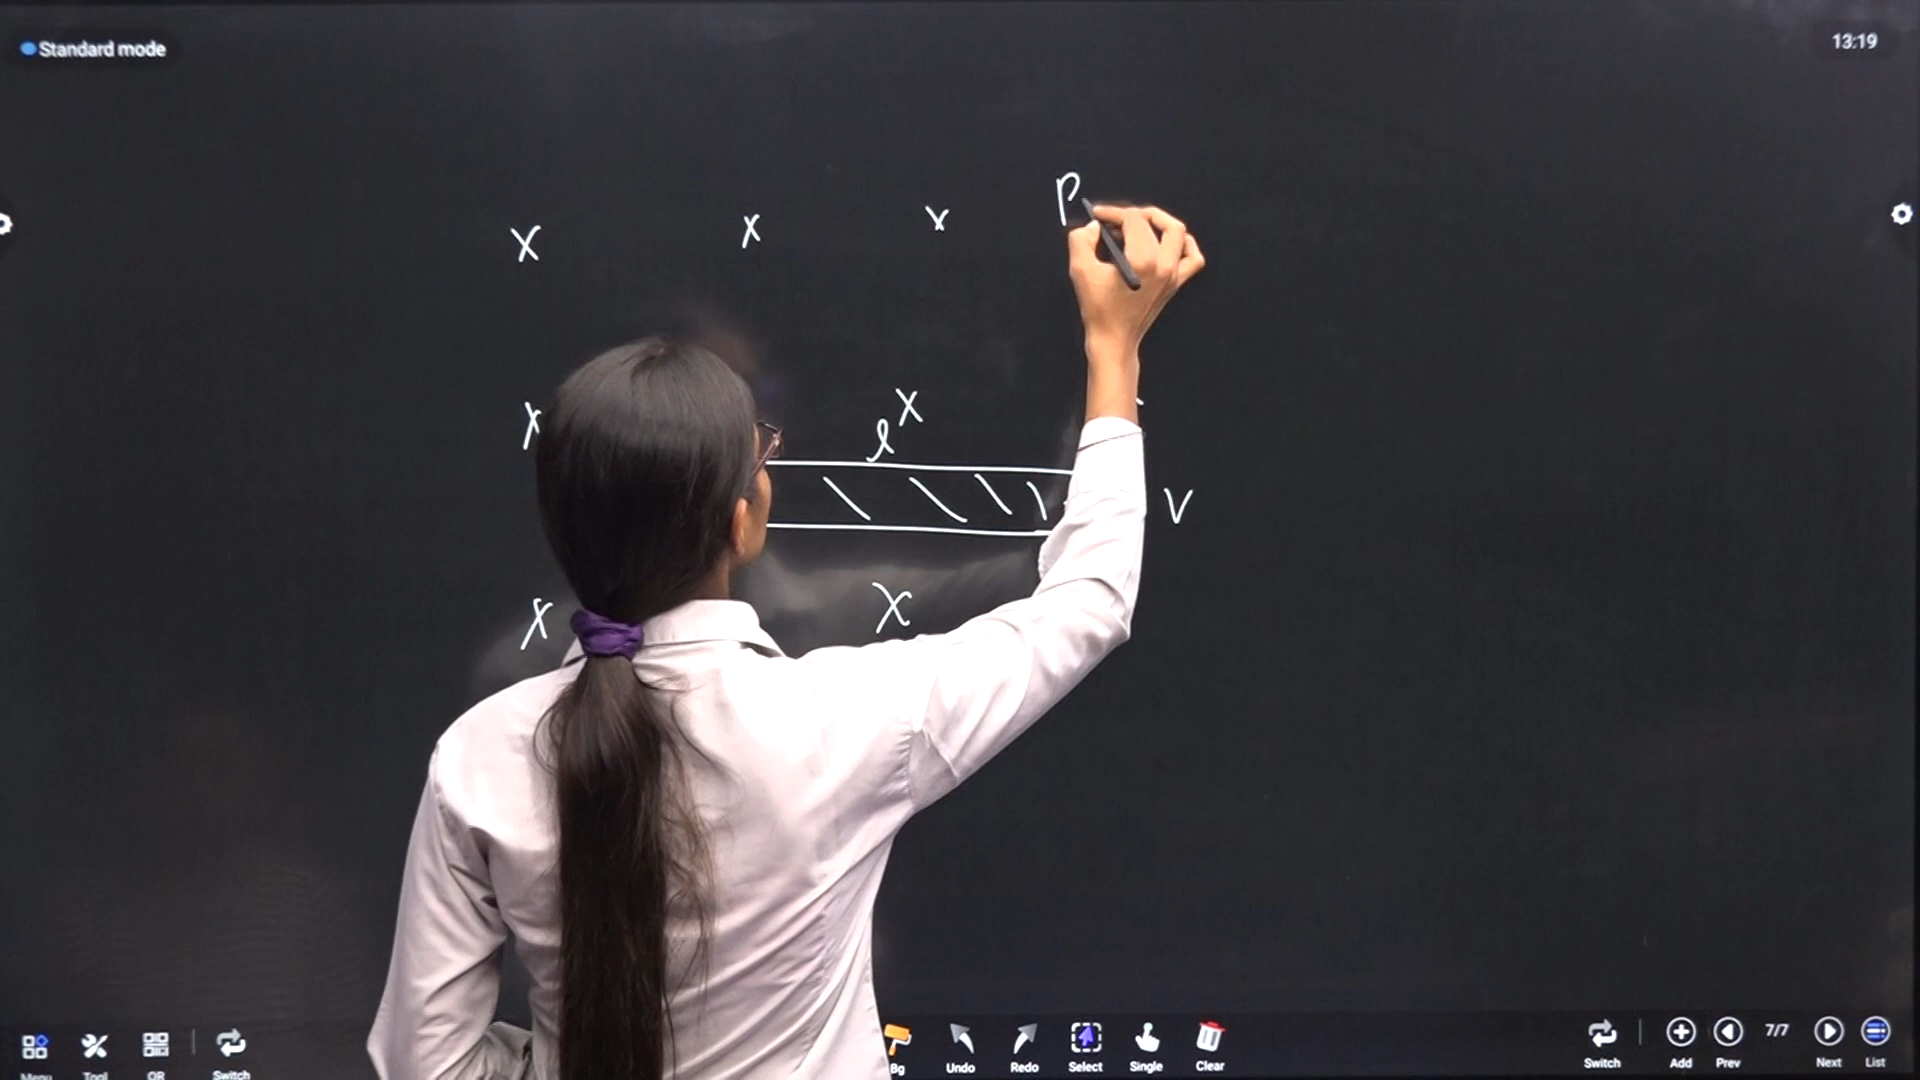 Standard mode
13:19
P
X X x
X l X
V
X X
Menu Tool QR Switch Bg Undo Redo Select Single Clear Switch Add Prev 7/7 Next List